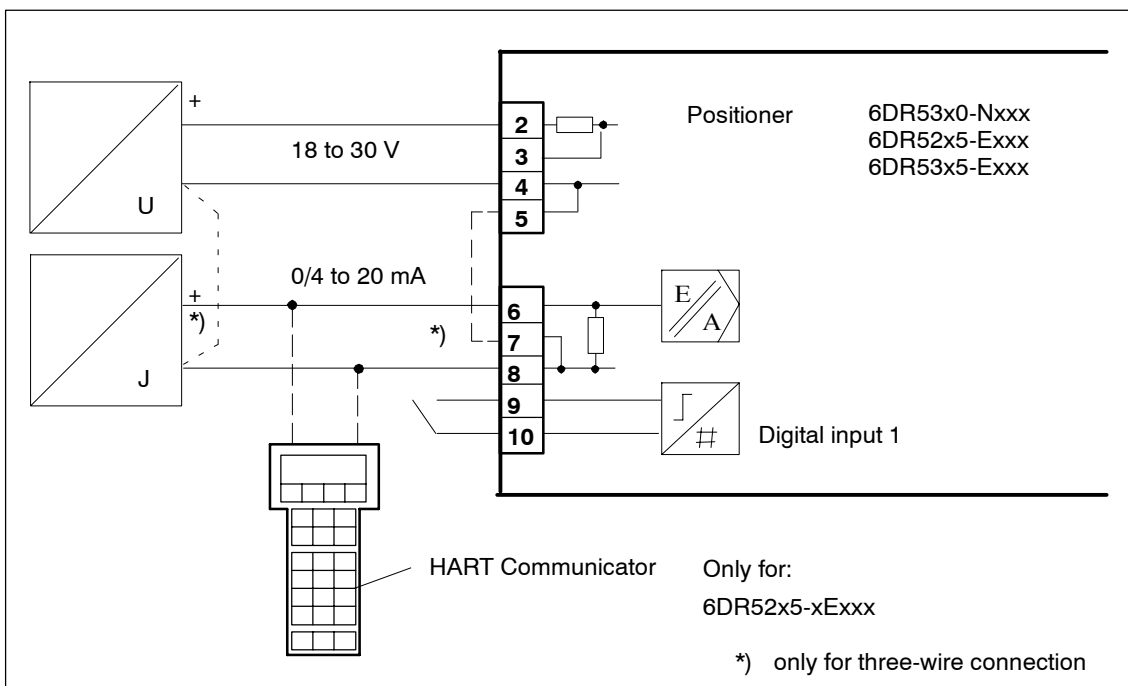 +
U
18 to 30 V
2
3
4
5
Positioner
6DR53x0-Nxxx
6DR52x5-Exxx
6DR53x5-Exxx
+
*)
J
0/4 to 20 mA
*)
6
7
8
9
10
E
A
Digital input 1
HART Communicator
Only for:
6DR52x5-xExxx
*) only for three-wire connection